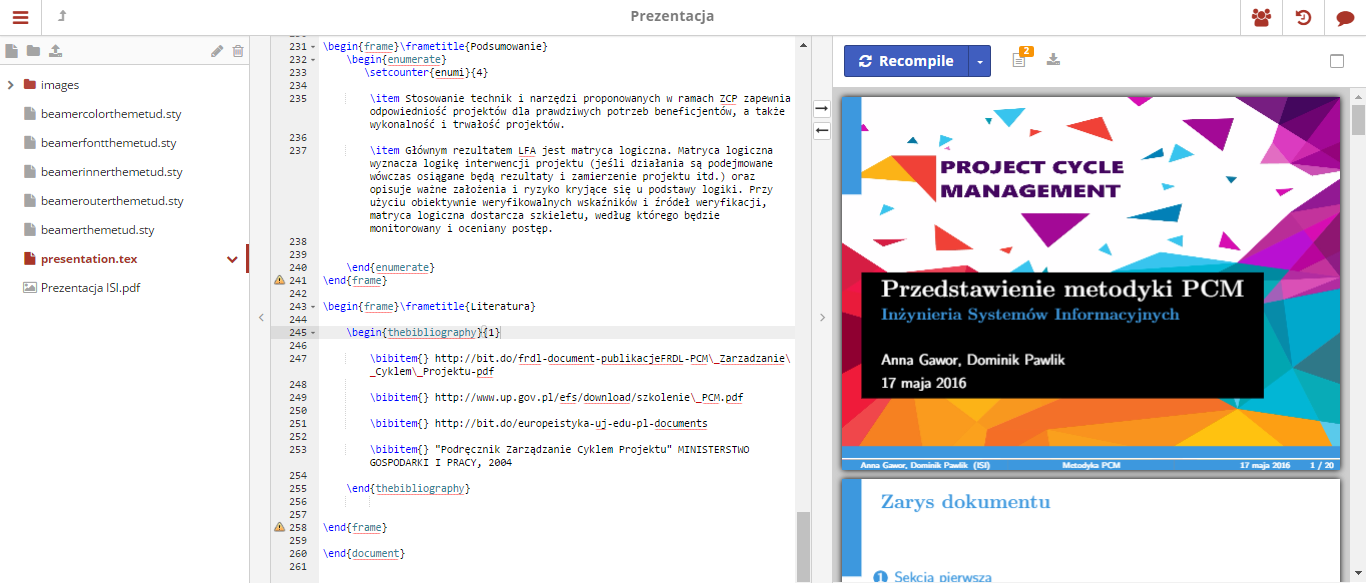 Prezentacja
images
beamercolorthemetud.sty
beamerfontthemetud.sty
beamerinnerthemetud.sty
beamerouterthemetud.sty
beamerthemetud.sty
presentation.tex
Prezentacja ISI.pdf
231 \begin{frame}\frametitle{Podsumowanie}
232 \begin{enumerate}
233 \setcounter{enumi}{4}
234
235 \item Stosowanie technik i narzędzi proponowanych w ramach ZCP zapewnia
odpowiedniość projektów dla prawdziwych potrzeb beneficjentów, a także
wykonalność i trwałość projektów.
236
237 \item Głównym rezultatem LFA jest matryca logiczna. Matryca logiczna
wyznacza logikę interwencji projektu (jeśli działania są podejmowane
wówczas osiągane będą rezultaty i zamierzenie projektu itd.) oraz
opisuje ważne założenia i ryzyko kryjące się u podstawy logiki. Przy
użyciu obiektywnie weryfikowalnych wskaźników i źródeł weryfikacji,
matryca logiczna dostarcza szkieletu, według którego będzie
monitorowany i oceniany postęp.
238
239
240 \end{enumerate}
241 \end{frame}
242
243 \begin{frame}\frametitle{Literatura}
244
245 \begin{thebibliography}{1}
246
247 \bibitem{} http://bit.do/frdl-document-publikacjeFRDL-PCM\_Zarzadzanie\
_Cyklem\_Projektu-pdf
248
249 \bibitem{} http://www.up.gov.pl/efs/download/szkolenie\_PCM.pdf
250
251 \bibitem{} http://bit.do/europeistyka-uj-edu-pl-documents
252
253 \bibitem{} "Podręcznik Zarządzanie Cyklem Projektu" MINISTERSTWO
GOSPODARKI I PRACY, 2004
254
255 \end{thebibliography}
256
257
258 \end{frame}
259
260 \end{document}
261
Recompile
2
PROJECT CYCLE
MANAGEMENT
Przedstawienie metodyki PCM
Inżynieria Systemów Informacyjnych
Anna Gawor, Dominik Pawlik
17 maja 2016
Anna Gawor, Dominik Pawlik (ISI) Metodyka PCM 17 maja 2016 1 / 20
Zarys dokumentu
1 Sekcja pierwsza